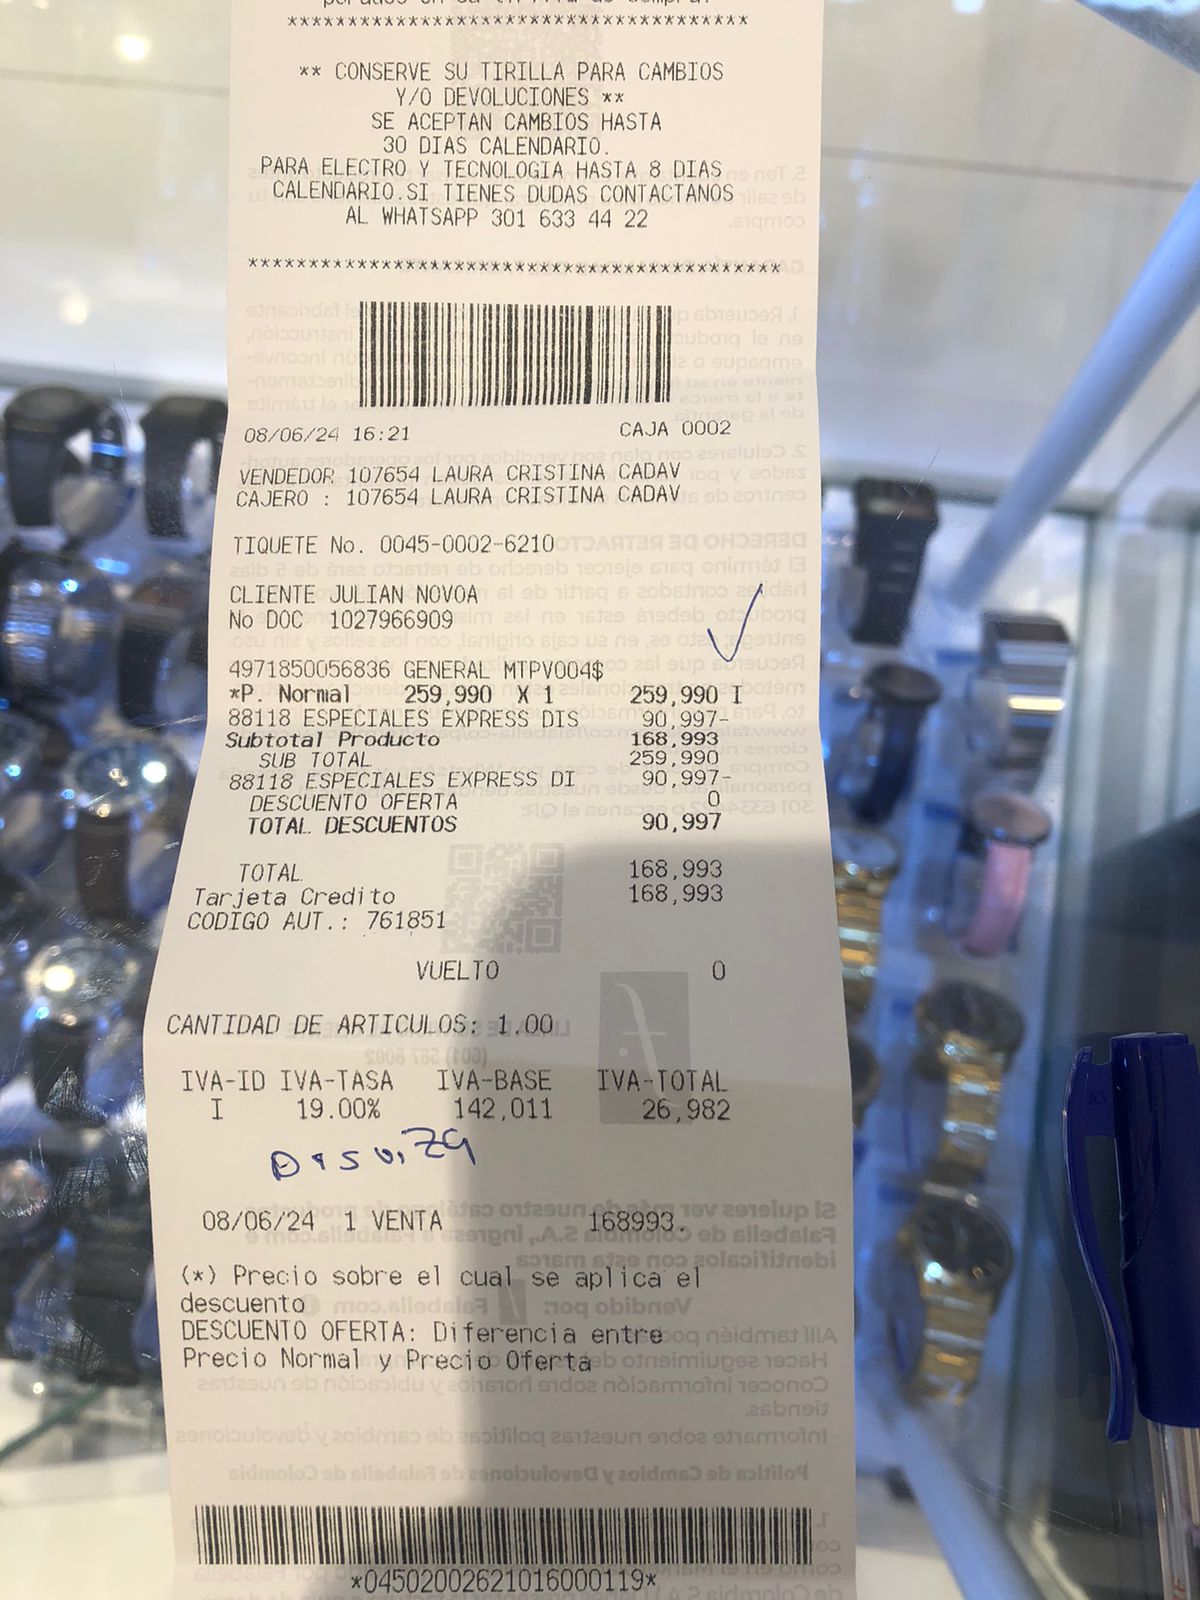 ** CONSERVE SU TIRILLA PARA CAMBIOS
Y/O DEVOLUCIONES **
SE ACEPTAN CAMBIOS HASTA
30 DIAS CALENDARIO.
PARA ELECTRO Y TECNOLOGIA HASTA 8 DIAS
CALENDARIO.SI TIENES DUDAS CONTACTANOS
AL WHATSAPP 301 633 44 22
*******************************************
08/06/24 16:21 CAJA 0002
VENDEDOR 107654 LAURA CRISTINA CADAV
CAJERO : 107654 LAURA CRISTINA CADAV
TIQUETE No. 0045-0002-6210
CLIENTE JULIAN NOVOA
No DOC 1027966909
4971850056836 GENERAL MTPV004$
*P. Normal 259,990 X 1 259,990 I
88118 ESPECIALES EXPRESS DIS 90,997-
Subtotal Producto 168,993
SUB TOTAL 259,990
88118 ESPECIALES EXPRESS DI 90,997-
DESCUENTO OFERTA 0
TOTAL DESCUENTOS 90,997
TOTAL 168,993
Tarjeta Credito 168,993
CODIGO AUT.: 761851
VUELTO 0
CANTIDAD DE ARTICULOS: 1.00
IVA-ID IVA-TASA IVA-BASE IVA-TOTAL
I 19.00% 142,011 26,982
08/06/24 1 VENTA 168993.
(*) Precio sobre el cual se aplica el
descuento
DESCUENTO OFERTA: Diferencia entre
Precio Normal y Precio Oferta
*04502002621016000119*